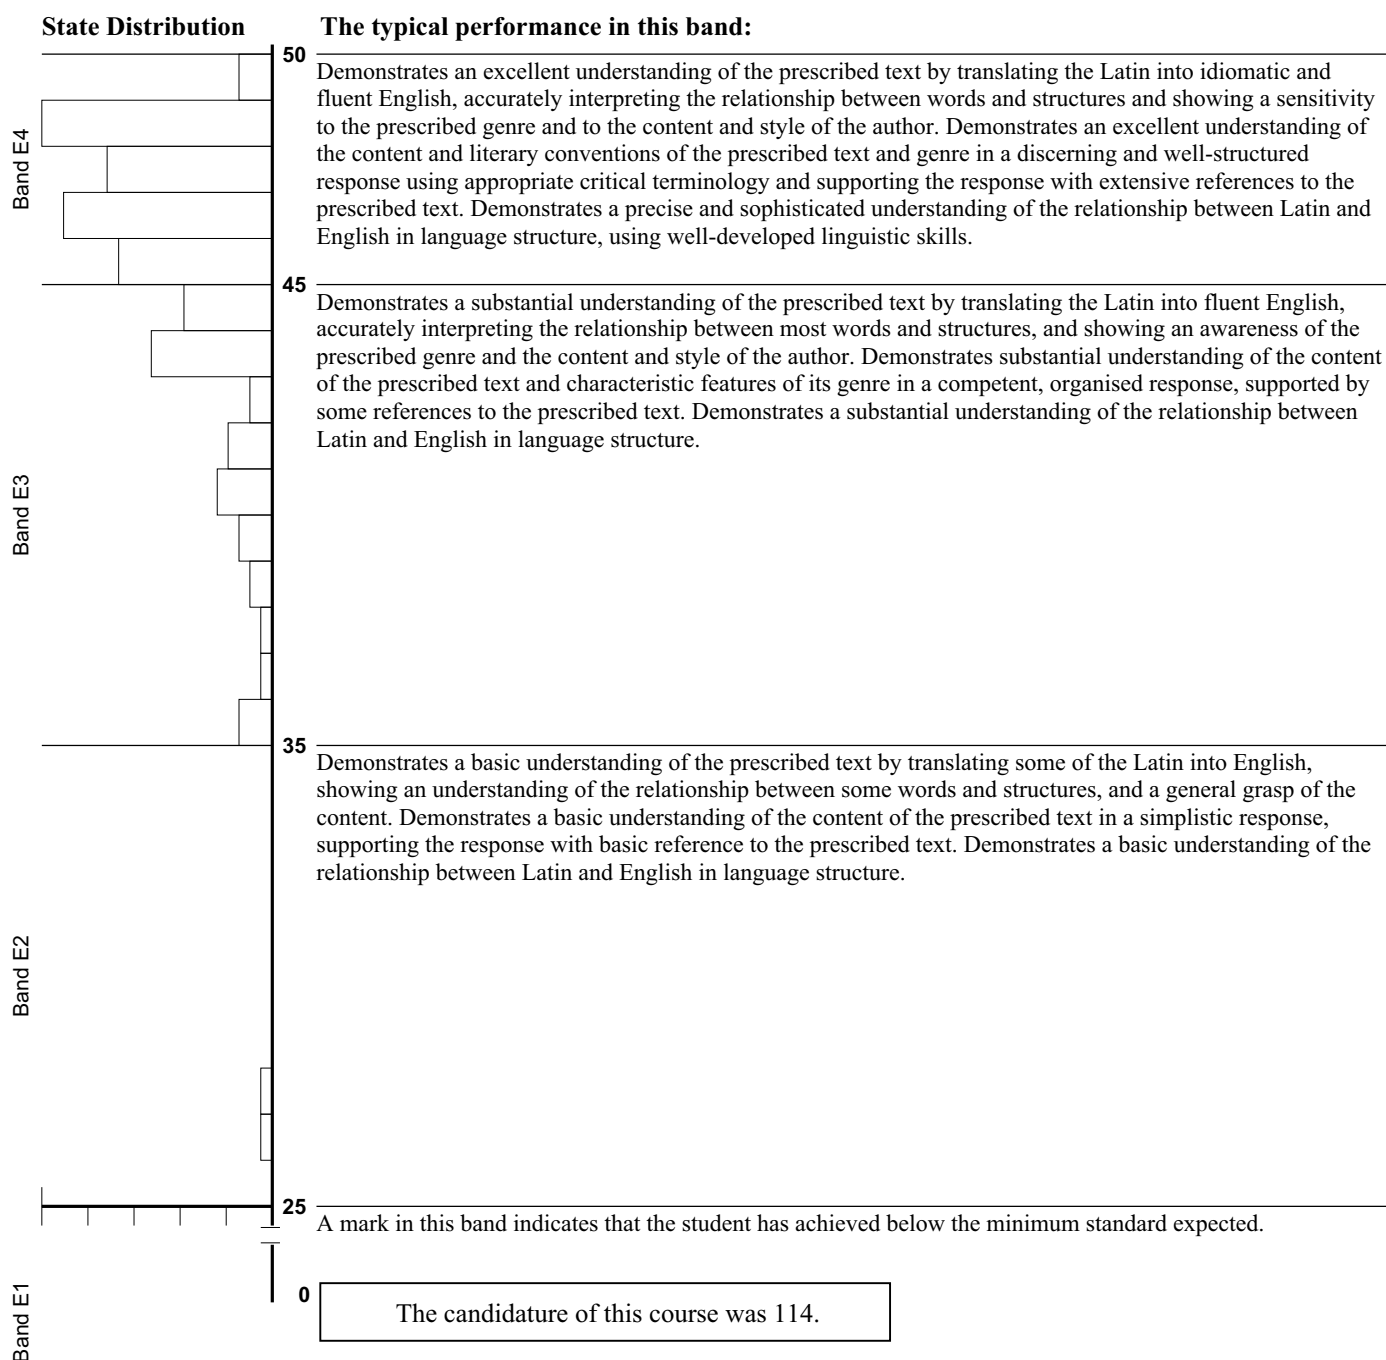 State Distribution
The typical performance in this band:
50
Band E4
Demonstrates an excellent understanding of the prescribed text by translating the Latin into idiomatic and
fluent English, accurately interpreting the relationship between words and structures and showing a sensitivity
to the prescribed genre and to the content and style of the author. Demonstrates an excellent understanding of
the content and literary conventions of the prescribed text and genre in a discerning and well-structured
response using appropriate critical terminology and supporting the response with extensive references to the
prescribed text. Demonstrates a precise and sophisticated understanding of the relationship between Latin and
English in language structure, using well-developed linguistic skills.
45
Band E3
Demonstrates a substantial understanding of the prescribed text by translating the Latin into fluent English,
accurately interpreting the relationship between most words and structures, and showing an awareness of the
prescribed genre and the content and style of the author. Demonstrates substantial understanding of the content
of the prescribed text and characteristic features of its genre in a competent, organised response, supported by
some references to the prescribed text. Demonstrates a substantial understanding of the relationship between
Latin and English in language structure.
35
Band E2
Demonstrates a basic understanding of the prescribed text by translating some of the Latin into English,
showing an understanding of the relationship between some words and structures, and a general grasp of the
content. Demonstrates a basic understanding of the content of the prescribed text in a simplistic response,
supporting the response with basic reference to the prescribed text. Demonstrates a basic understanding of the
relationship between Latin and English in language structure.
25
Band E1
A mark in this band indicates that the student has achieved below the minimum standard expected.
0
The candidature of this course was 114.